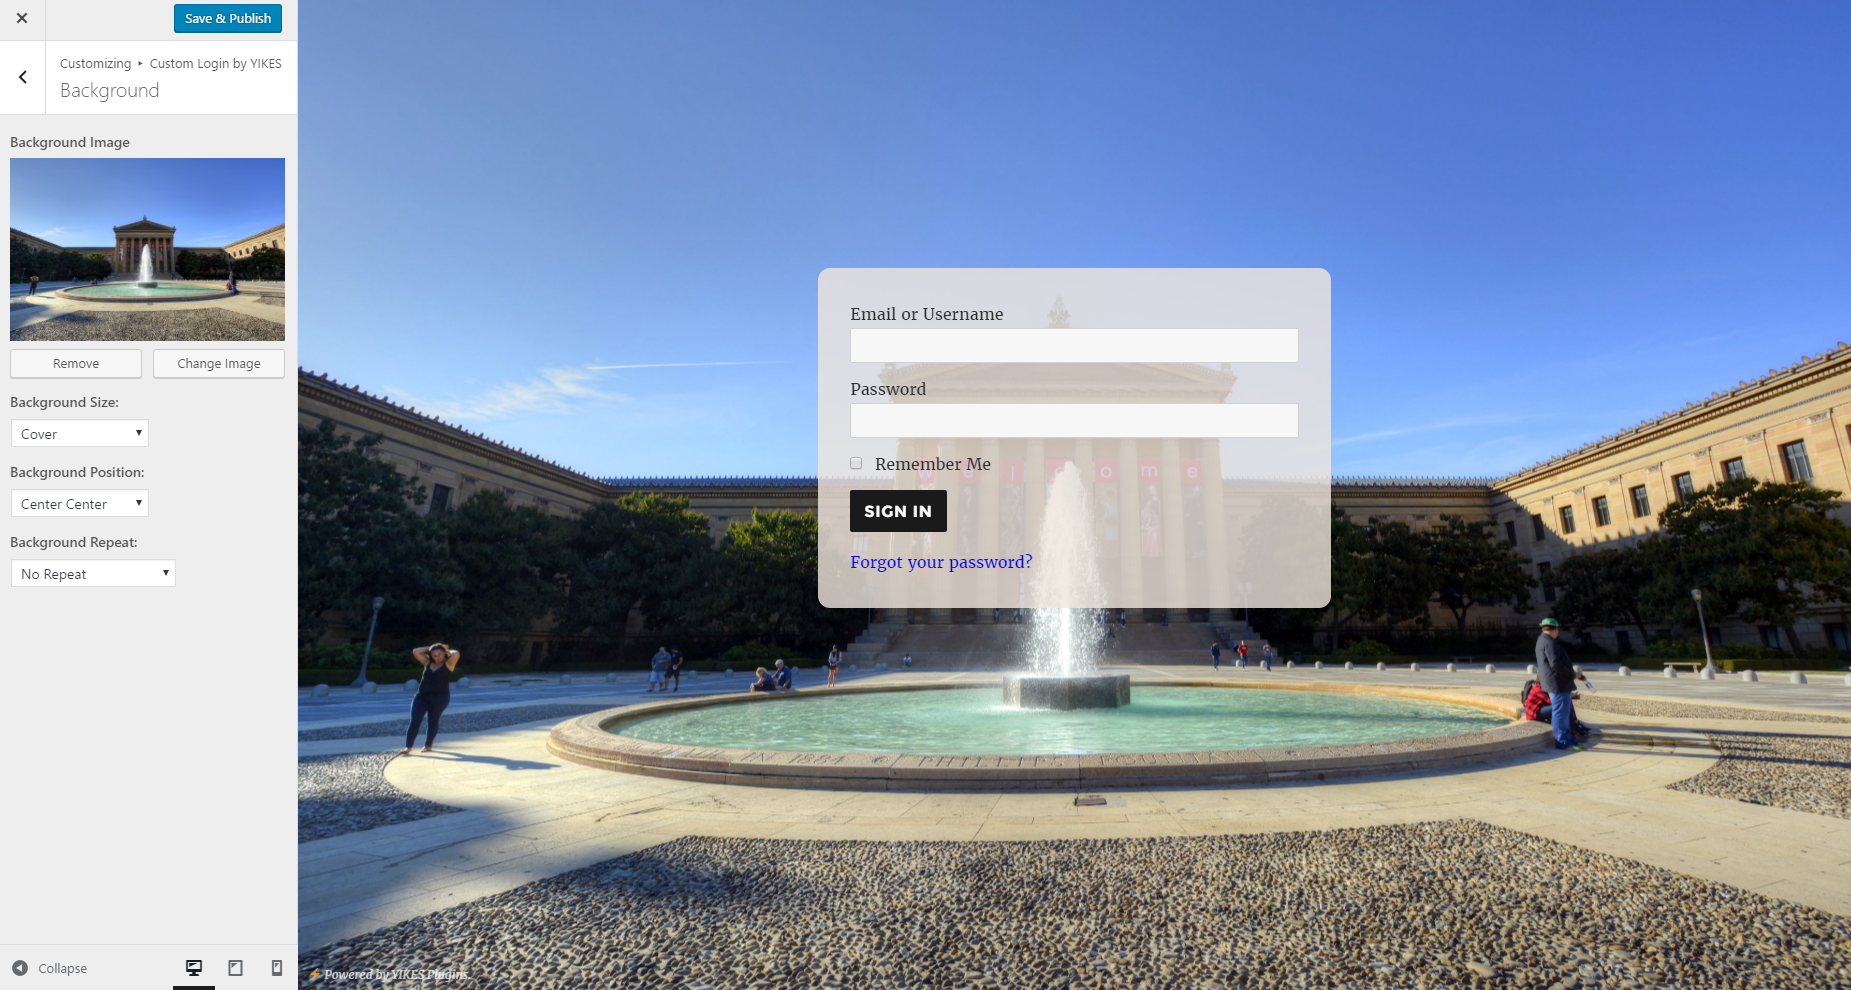 Save & Publish
Customizing ▸ Custom Login by YIKES
Background
Background Image
Remove
Change Image
Background Size:
Cover
Background Position:
Center Center
Background Repeat:
No Repeat
Collapse
Email or Username
Password
Remember Me
welcome
SIGN IN
Forgot your password?
Powered by YIKES Plugins.